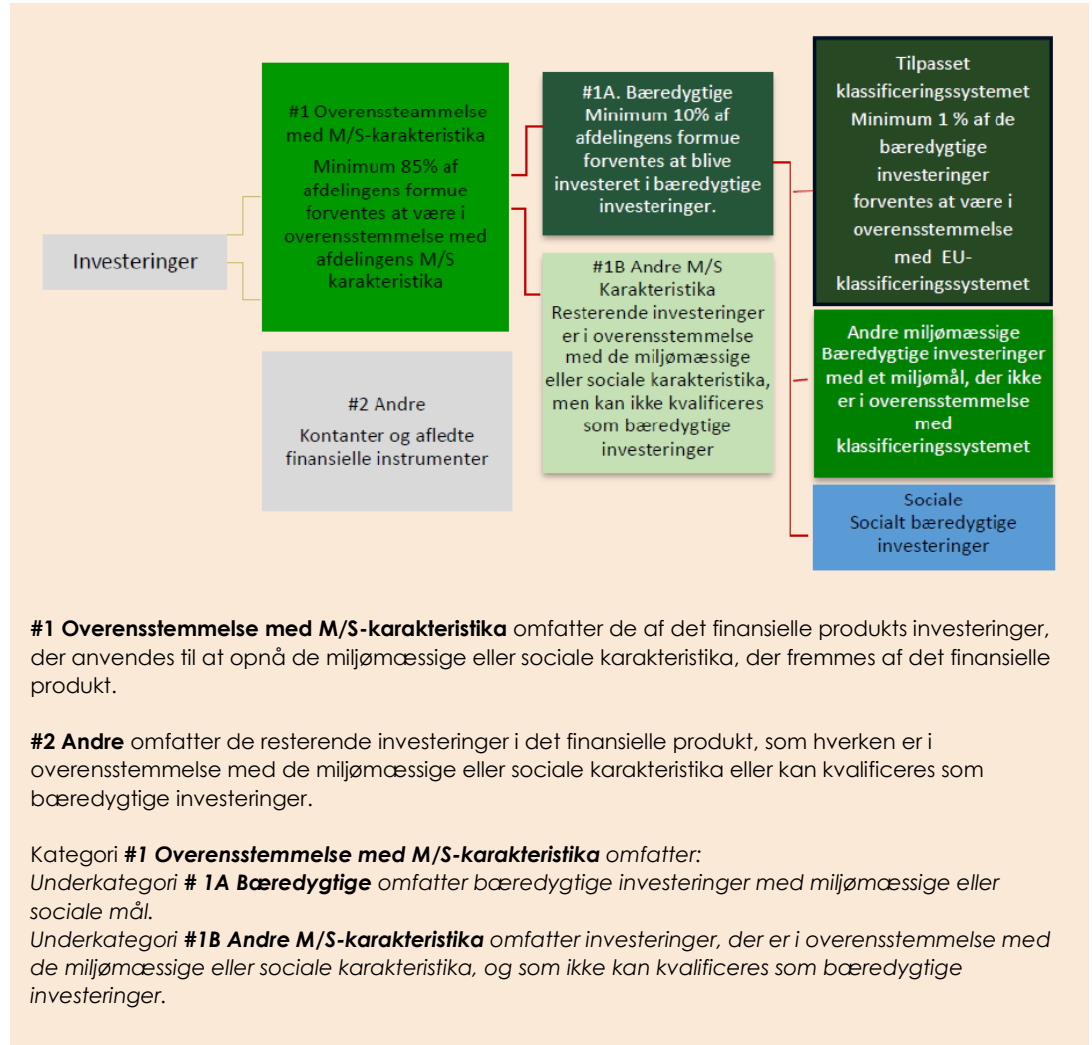 Investeringer
#1 Overenssteammelse
med M/S-karakteristika
Minimum 85% af
afdelingens formue
forventes at være i
overensstemmelse med
afdelingens M/S
karakteristika
#2 Andre
Kontanter og afledte
finansielle instrumenter
#1A. Bæredygtige
Minimum 10% af
afdelingens formue
forventes at blive
investeret i bæredygtige
investeringer.
#1B Andre M/S
Karakteristika
Resterende investeringer
er i overensstemmelse
med de miljømæssige
eller sociale karakteristika,
men kan ikke kvalificeres
som bæredygtige
investeringer
Tilpasset
klassificeringssystemet
Minimum 1 % af de
bæredygtige
investeringer
forventes at være i
overensstemmelse
med EU-
klassificeringssystemet
Andre miljømæssige
Bæredygtige investeringer
med et miljømål, der ikke
er i overensstemmelse
med
klassificeringssystemet
Sociale
Socialt bæredygtige
investeringer
#1 Overensstemmelse med M/S-karakteristika omfatter de af det finansielle produkts investeringer,
der anvendes til at opnå de miljømæssige eller sociale karakteristika, der fremmes af det finansielle
produkt.
#2 Andre omfatter de resterende investeringer i det finansielle produkt, som hverken er i
overensstemmelse med de miljømæssige eller sociale karakteristika eller kan kvalificeres som
bæredygtige investeringer.
Kategori #1 Overensstemmelse med M/S-karakteristika omfatter:
Underkategori # 1A Bæredygtige omfatter bæredygtige investeringer med miljømæssige eller
sociale mål.
Underkategori #1B Andre M/S-karakteristika omfatter investeringer, der er i overensstemmelse med
de miljømæssige eller sociale karakteristika, og som ikke kan kvalificeres som bæredygtige
investeringer.